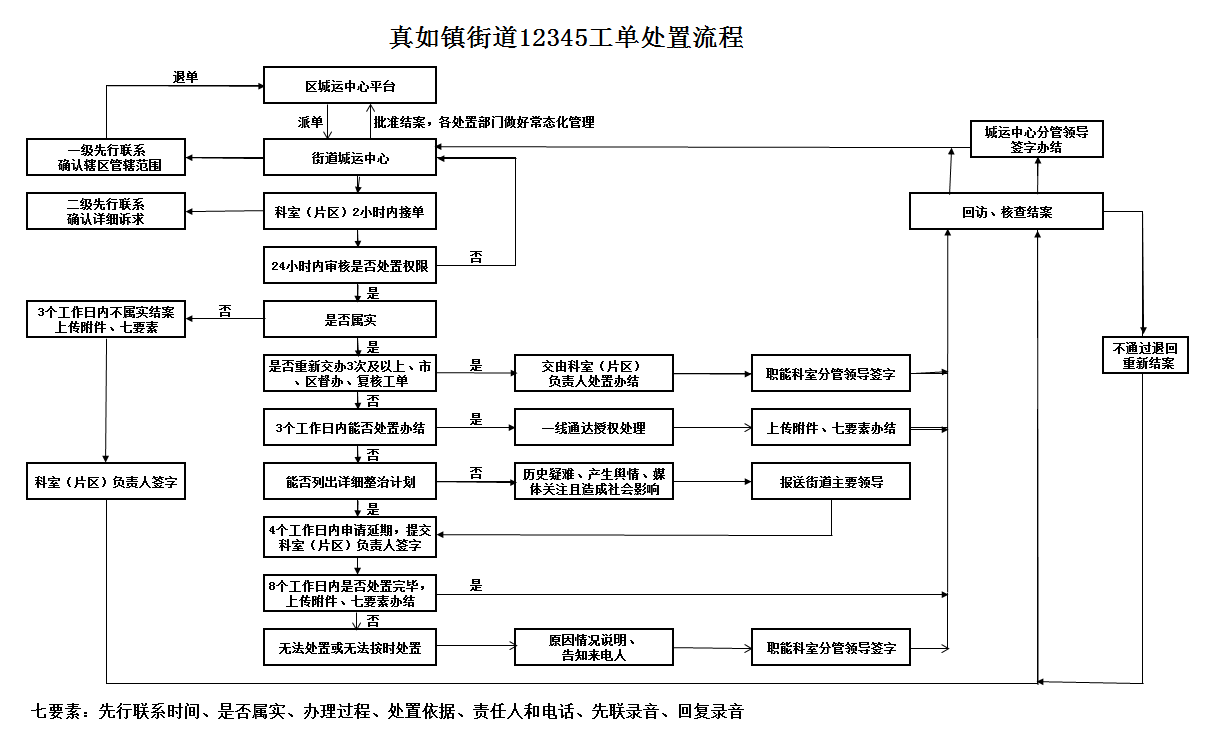 真如镇街道12345工单处置流程
退单
区城运中心平台
派单
批准结案，各处置部门做好常态化管理
一级先行联系
确认辖区管辖范围
街道城运中心
城运中心分管领导
签字办结
二级先行联系
确认详细诉求
科室（片区）2小时内接单
回访、核查结案
24小时内审核是否处置权限
否
是
3个工作日内不属实结案
上传附件、七要素
否
是否属实
是
不通过退回
重新结案
是否重新交办3次及以上、市
、区督办、复核工单
是
交由科室（片区）
负责人处置办结
职能科室分管领导签字
否
3个工作日内能否处置办结
是
一线通达授权处理
上传附件、七要素办结
否
科室（片区）负责人签字
能否列出详细整治计划
否
历史疑难、产生舆情、媒
体关注且造成社会影响
报送街道主要领导
是
4个工作日内申请延期，提交
科室（片区）负责人签字
8个工作日内是否处置完毕，
上传附件、七要素办结
是
否
无法处置或无法按时处置
原因情况说明、
告知来电人
职能科室分管领导签字
七要素：先行联系时间、是否属实、办理过程、处置依据、责任人和电话、先联录音、回复录音